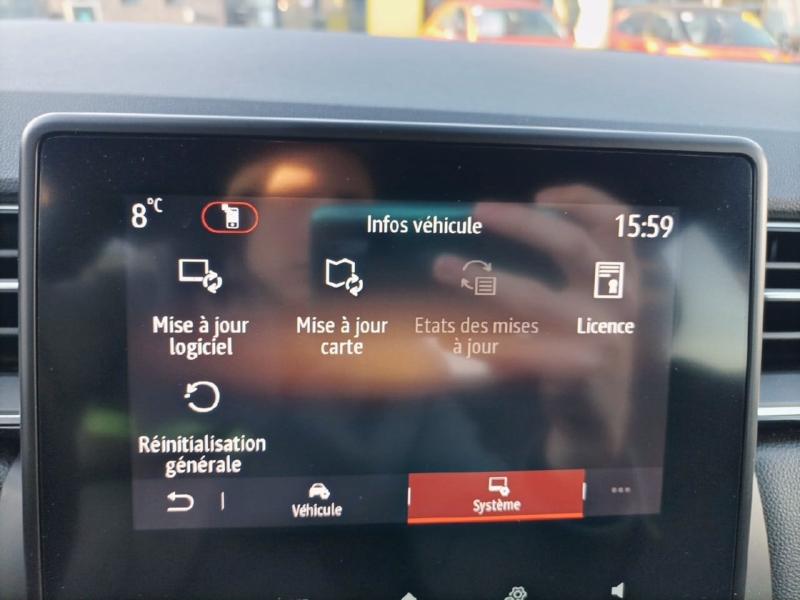 8°C
Infos véhicule
15:59
Mise à jour
logiciel
Mise à jour
carte
Etats des mises
à jour
Licence
Réinitialisation
générale
Véhicule
Système